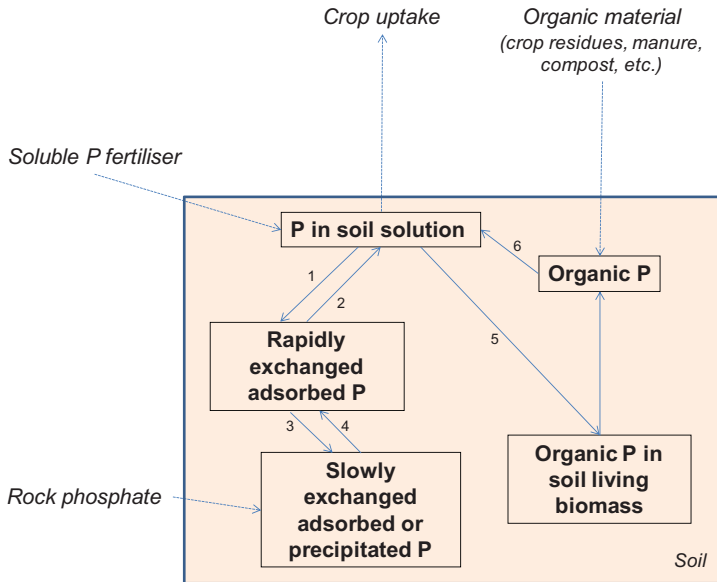 Crop uptake
Organic material
(crop residues, manure,
compost, etc.)
Soluble P fertiliser
P in soil solution
6
Organic P
1
2
Rapidly
exchanged
adsorbed P
5
3
4
Slowly
exchanged
adsorbed or
precipitated P
Organic P in
soil living
biomass
Rock phosphate
Soil